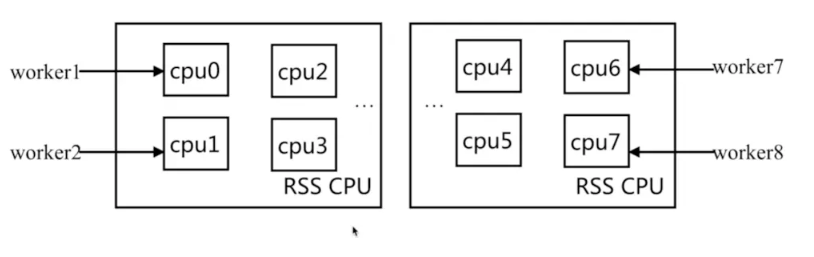 worker1
cpu0
cpu2
worker2
cpu1
cpu3
...
RSS CPU
cpu4
cpu6
worker7
...
cpu5
cpu7
worker8
RSS CPU